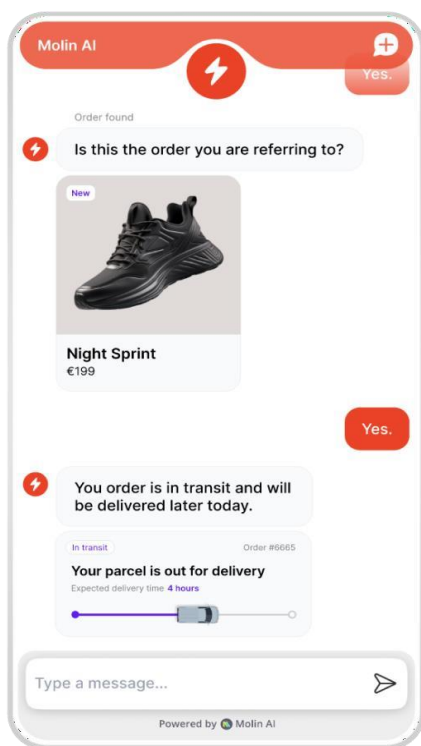 Molin AI
Yes.
Order found
Is this the order you are referring to?
New
Night Sprint
€199
Yes.
You order is in transit and will
be delivered later today.
In transit
Order #6665
Your parcel is out for delivery
Expected delivery time 4 hours
Type a message...
Powered by Molin AI